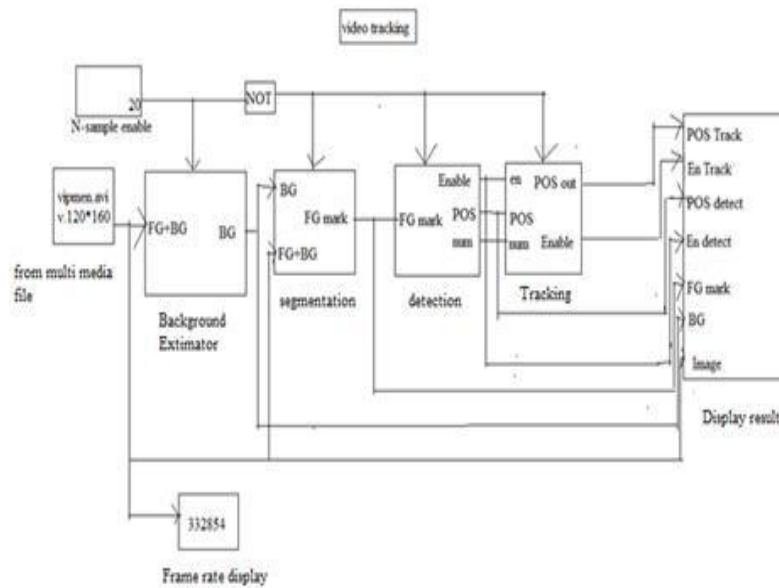 video tracking
20
N-sample enable
NOT
vipmen.avi
v.120*160
from multi media
file
FG+BG
BG
Background
Extimator
BG
FG mark
FG+BG
segmentation
FG mark
Enable
POS
num
detection
en
POS
num
POS out
Enable
Tracking
POS Track
En Track
POS detect
En detect
FG mark
BG
Image
Display result
332854
Frame rate display